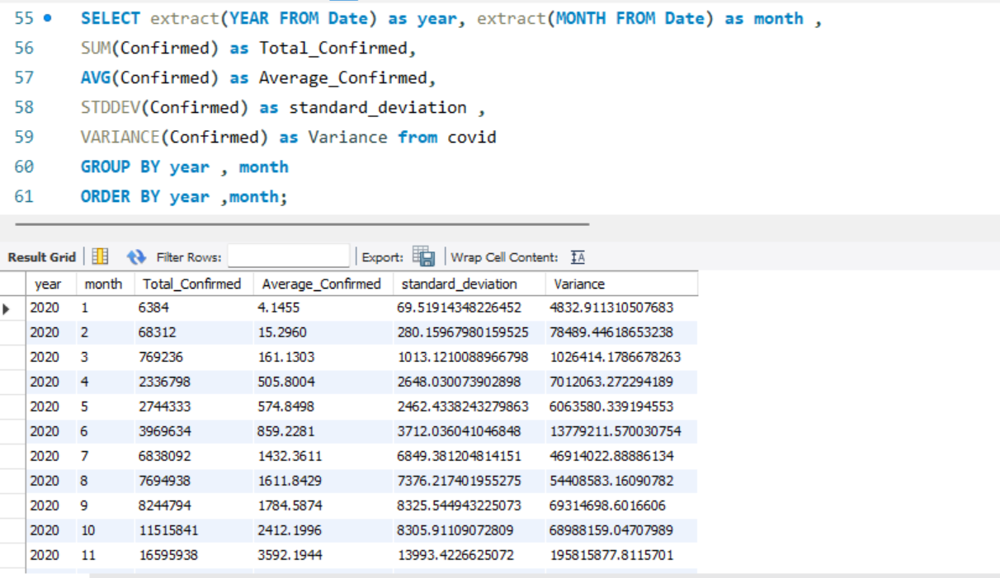 55 SELECT extract(YEAR FROM Date) as year, extract(MONTH FROM Date) as month ,
56 SUM(Confirmed) as Total_Confirmed,
57 AVG(Confirmed) as Average_Confirmed,
58 STDDEV(Confirmed) as standard_deviation ,
59 VARIANCE(Confirmed) as Variance from covid
60 GROUP BY year , month
61 ORDER BY year ,month;
Result Grid Filter Rows: Export: Wrap Cell Content: IA
year month Total_Confirmed Average_Confirmed standard_deviation Variance
2020 1 6384 4.1455 69.51914348226452 4832.911310507683
2020 2 68312 15.2960 280.15967980159525 78489.44618653238
2020 3 769236 161.1303 1013.1210088966798 1026414.1786678263
2020 4 2336798 505.8004 2648.030073902898 7012063.272294189
2020 5 2744333 574.8498 2462.4338243279863 6063580.339194553
2020 6 3969634 859.2281 3712.036041046848 13779211.570030754
2020 7 6838092 1432.3611 6849.381204814151 46914022.88886134
2020 8 7694938 1611.8429 7376.217401955275 54408583.16090782
2020 9 8244794 1784.5874 8325.544943225073 69314698.6016606
2020 10 11515841 2412.1996 8305.91109072809 68988159.04707989
2020 11 16595938 3592.1944 13993.4226625072 195815877.8115701